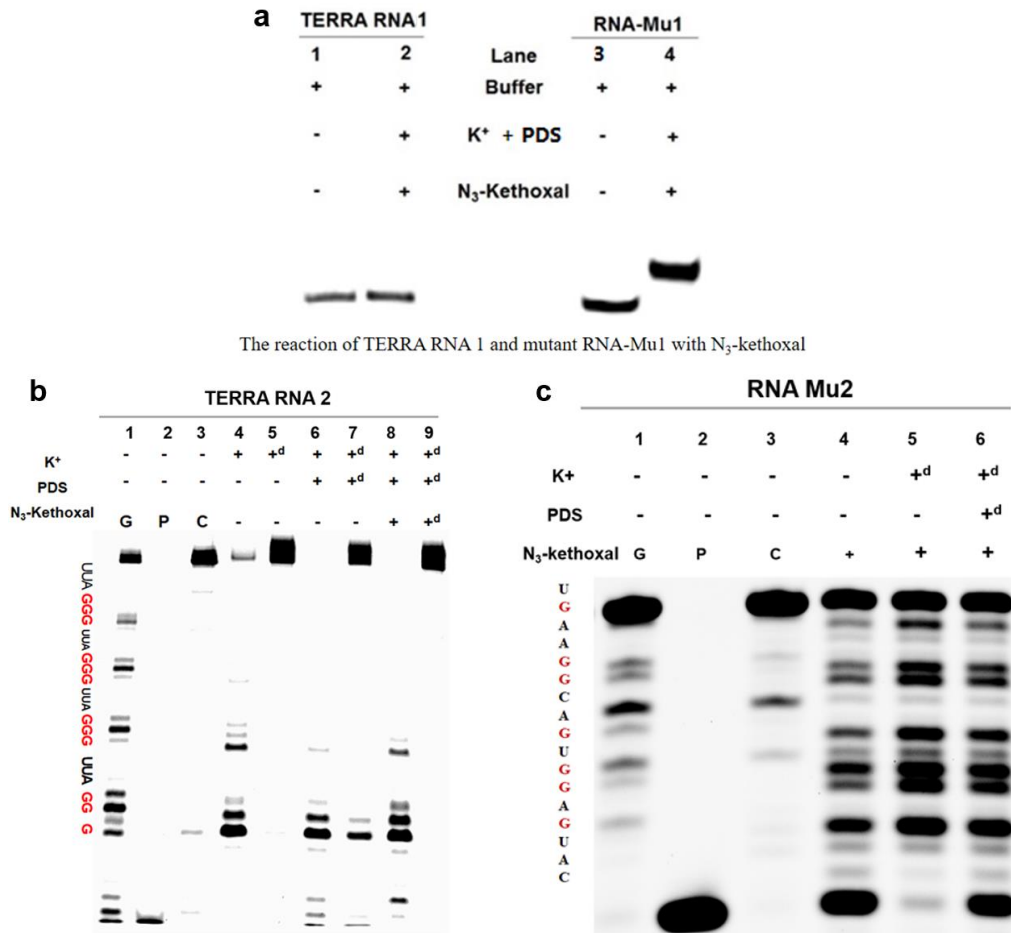 a
TERRA RNA1 RNA-Mu1
1 2 Lane 3 4
+ + Buffer + +
- + K⁺ + PDS - +
- + N₃-Kethoxal - +
The reaction of TERRA RNA 1 and mutant RNA-Mu1 with N₃-kethoxal
b
TERRA RNA 2
1 2 3 4 5 6 7 8 9
K⁺ - - - + +ᵈ + +ᵈ + +ᵈ
PDS - - - - - + +ᵈ + +ᵈ
N₃-Kethoxal G P C - - - - + +ᵈ
UUA GGG UUA GGG UUA GGG UUA GG G
c
RNA Mu2
1 2 3 4 5 6
K+ - - - - +ᵈ +ᵈ
PDS - - - - - +ᵈ
N₃-kethoxal G P C + + +
U
G
A
A
G
G
C
A
G
U
G
G
A
G
U
A
C